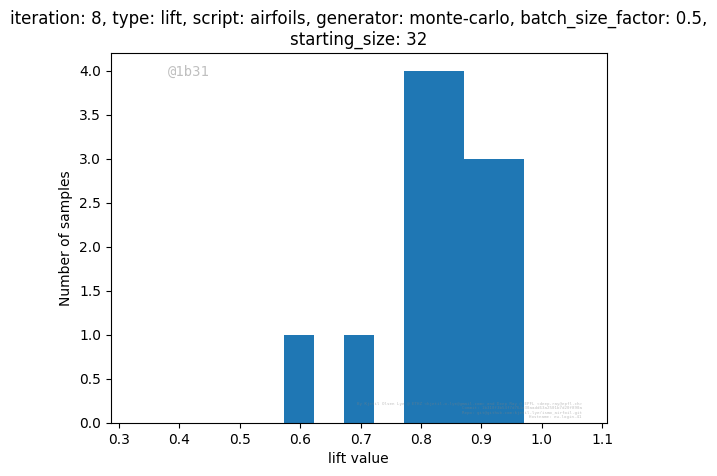 iteration: 8, type: lift, script: airfoils, generator: monte-carlo, batch_size_factor: 0.5,
starting_size: 32
@1b31
4.0
3.5
3.0
2.5
2.0
1.5
1.0
0.5
0.0
Number of samples
0.3 0.4 0.5 0.6 0.7 0.8 0.9 1.0 1.1
lift value